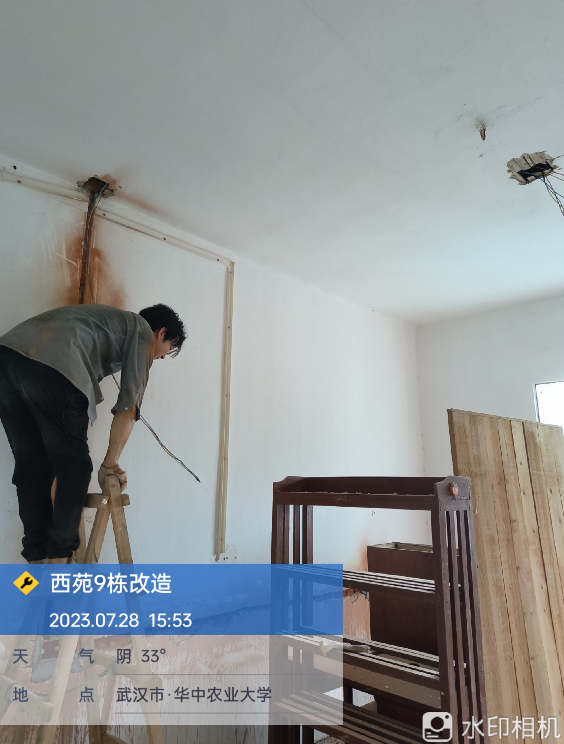 西苑9栋改造
2023.07.28 15:53
天 气 阴 33°
地 点 武汉市·华中农业大学
水印相机